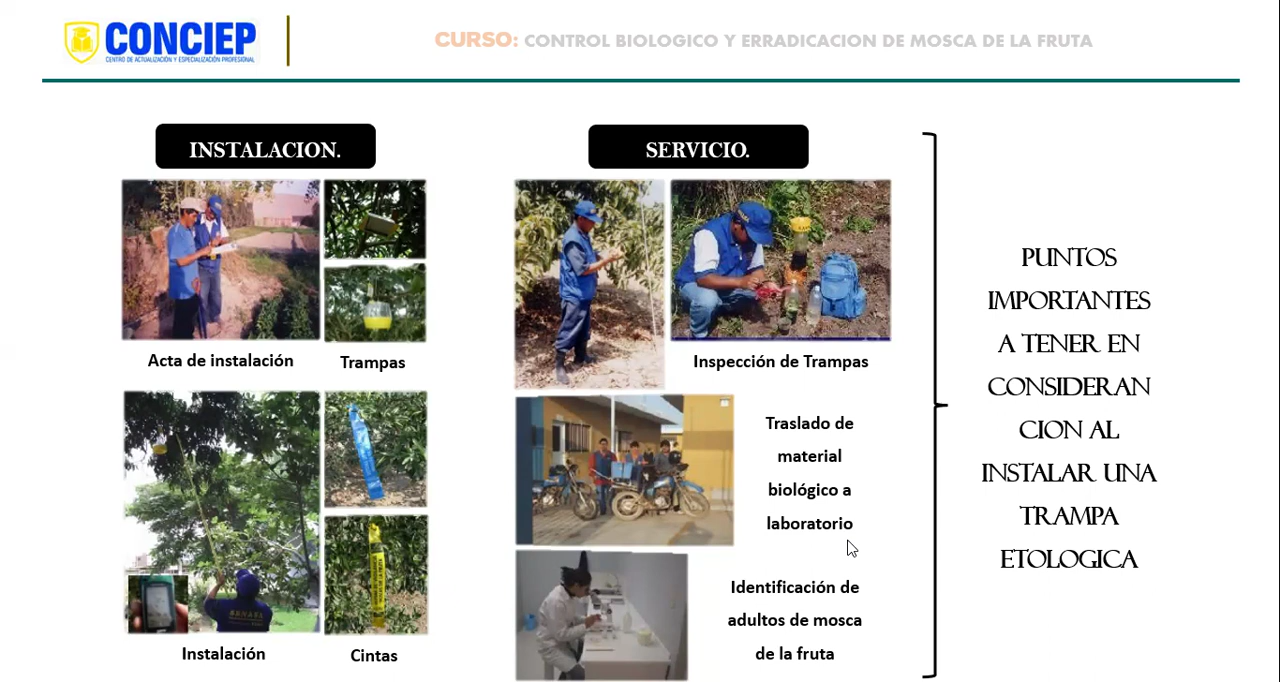 CONCIEP
CENTRO DE ACTUALIZACIÓN Y ESPECIALIZACIÓN PROFESIONAL
CURSO: CONTROL BIOLOGICO Y ERRADICACION DE MOSCA DE LA FRUTA
INSTALACION.
Acta de instalación
Trampas
SENASA
Instalación
Cintas
SERVICIO.
Inspección de Trampas
Traslado de
material
biológico a
laboratorio
Identificación de
adultos de mosca
de la fruta
PUNTOS
IMPORTANTES
A TENER EN
CONSIDERAN
CION AL
INSTALAR UNA
TRAMPA
ETOLOGICA